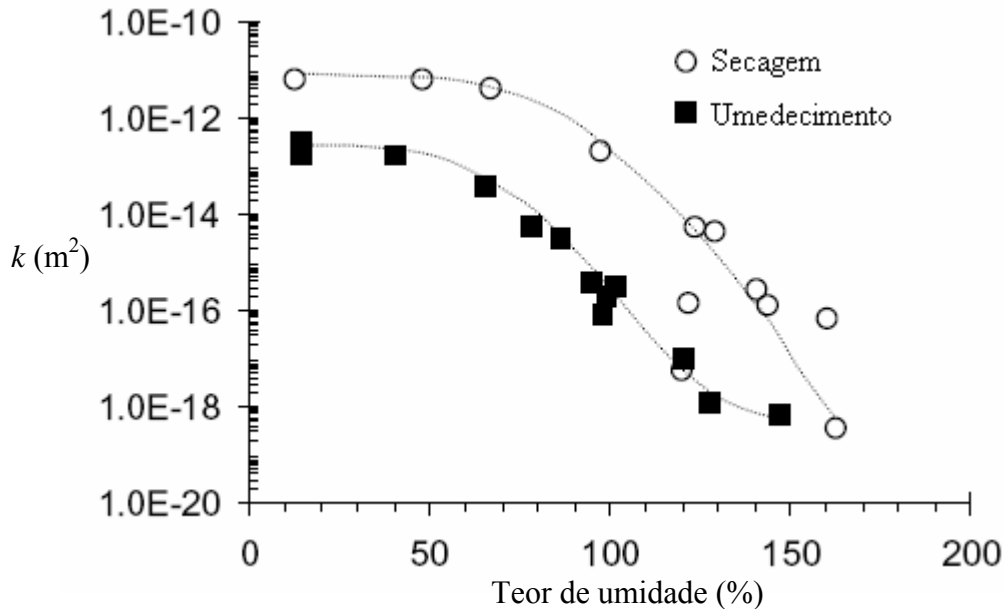 1.0E-10
Secagem
1.0E-12
Umedecimento
1.0E-14
k (m²)
1.0E-16
1.0E-18
1.0E-20
0 50 100 150 200
Teor de umidade (%)